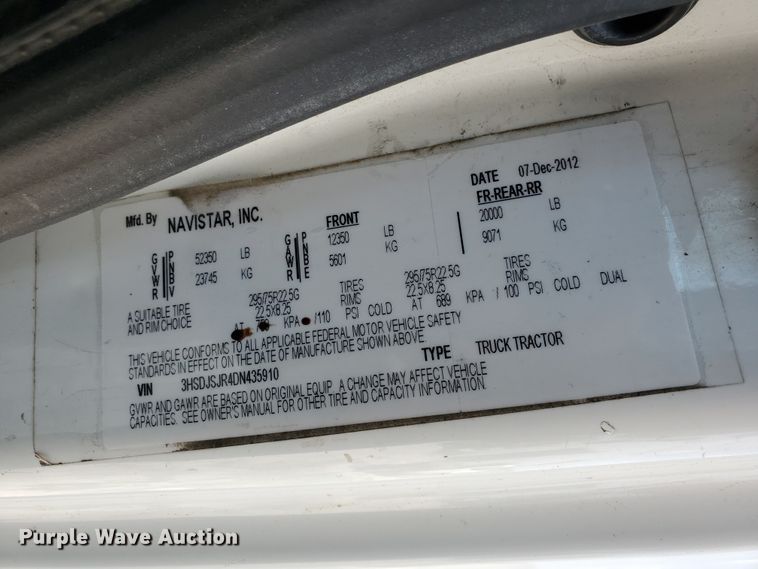 DATE 07-Dec-2012
Mfd. By NAVISTAR, INC. FRONT FR-REAR-RR
GVWR PNBV 52350 LB GAWR PNBE 12350 LB 20000 LB
23745 KG 5601 KG 9071 KG
A SUITABLE TIRE 295/75R22.5G TIRES 295/75R22.5G TIRES
AND RIM CHOICE 22.5X8.25 RIMS 22.5X8.25 RIMS
AT KPA /110 PSI COLD AT 689 KPA / 100 PSI COLD DUAL
THIS VEHICLE CONFORMS TO ALL APPLICABLE FEDERAL MOTOR VEHICLE SAFETY
STANDARDS IN EFFECT ON THE DATE OF MANUFACTURE SHOWN ABOVE
VIN 3HSDJSJR4DN435910 TYPE TRUCK TRACTOR
GVWR AND GAWR ARE BASED ON ORIGINAL EQUIP. A CHANGE MAY AFFECT VEHICLE
CAPACITIES. SEE OWNER'S MANUAL FOR OTHER TIRE AND CAPACITY INFORMATION
Purple Wave Auction